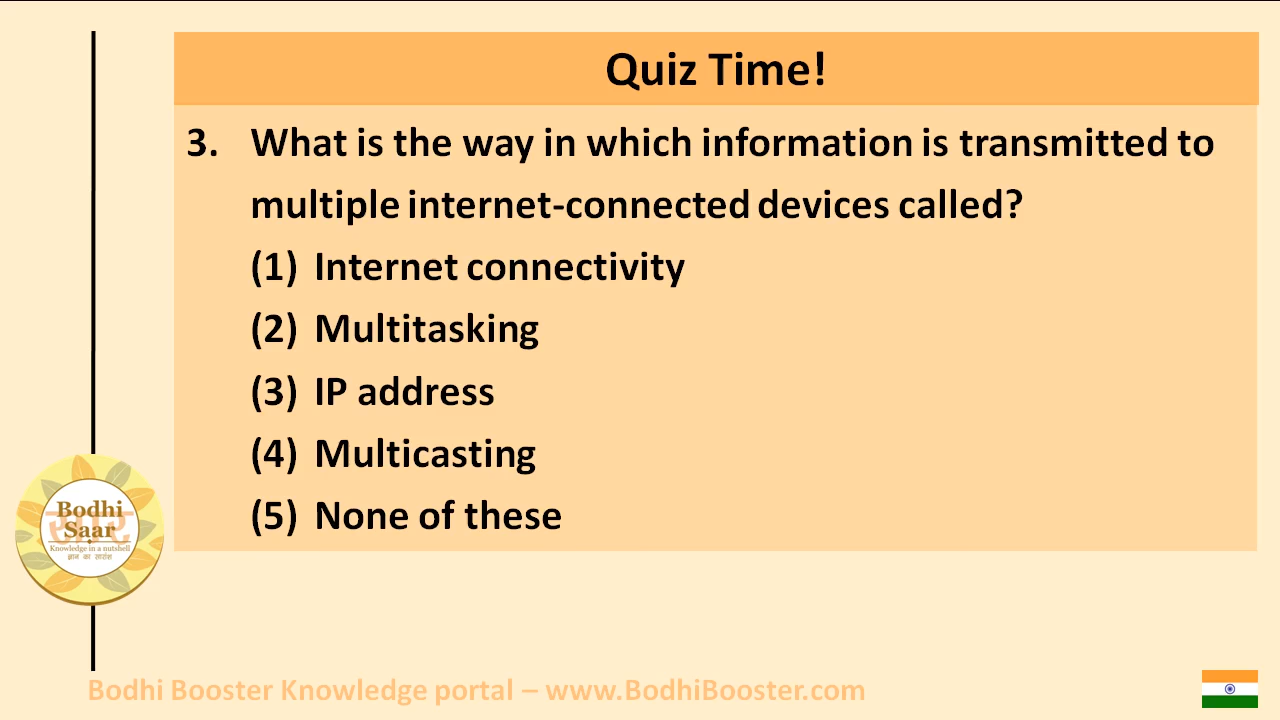 Quiz Time!
3. What is the way in which information is transmitted to
multiple internet-connected devices called?
(1) Internet connectivity
(2) Multitasking
(3) IP address
(4) Multicasting
(5) None of these
Bodhi
Saar
Knowledge in a nutshell
ज्ञान का सारांश
Bodhi Booster Knowledge portal – www.BodhiBooster.com